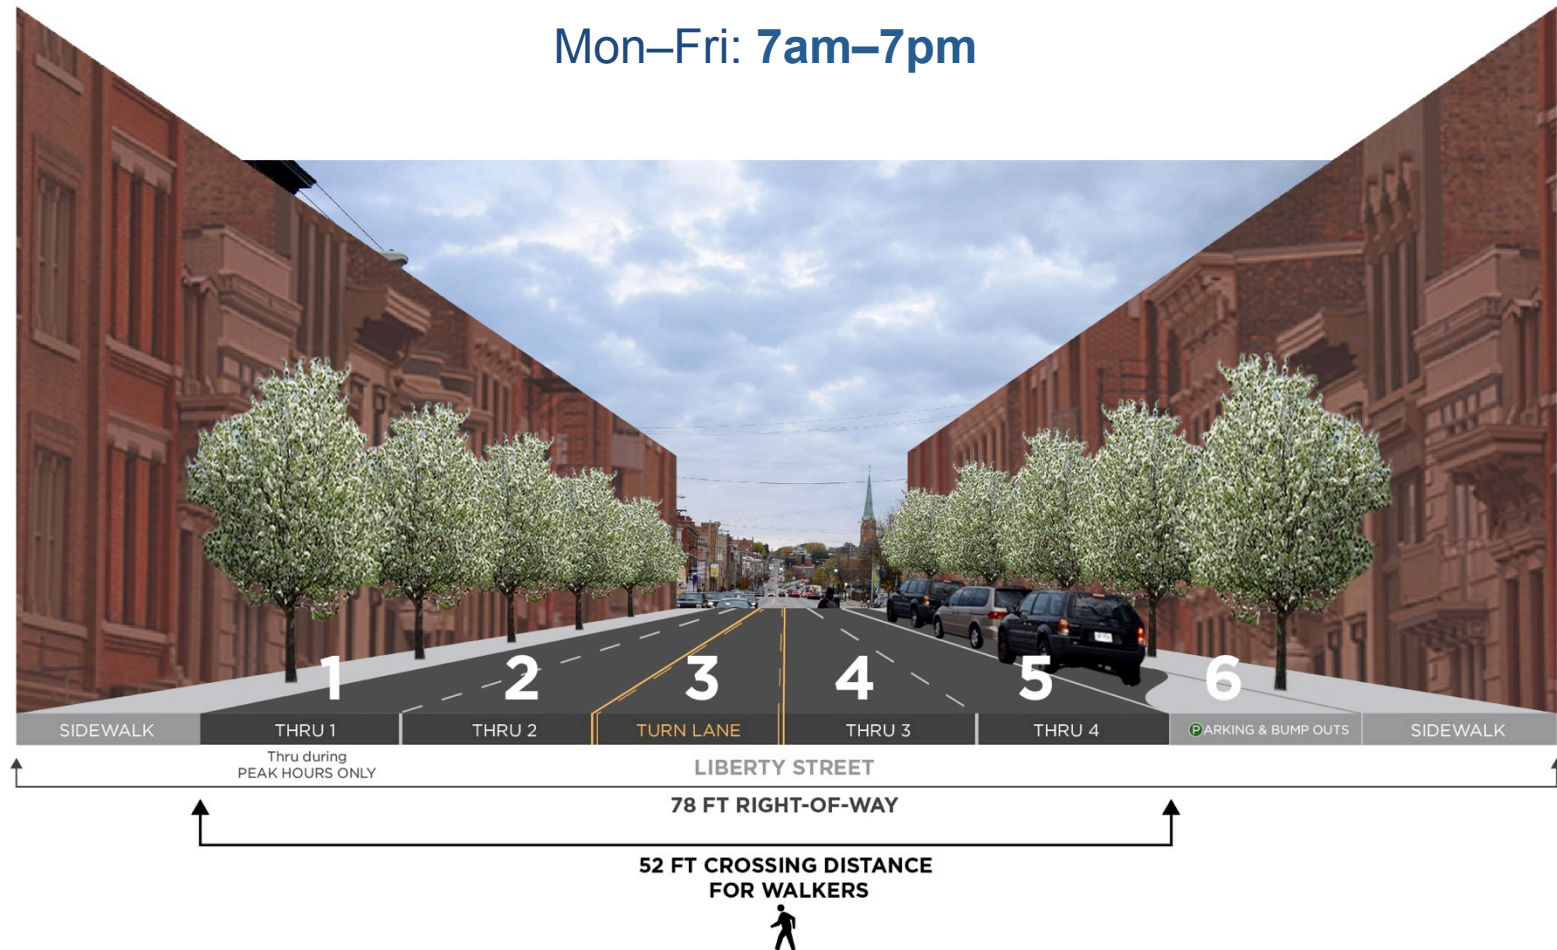 Mon–Fri: 7am–7pm
1 2 3 4 5 6
SIDEWALK THRU 1 THRU 2 TURN LANE THRU 3 THRU 4 PARKING & BUMP OUTS SIDEWALK
Thru during
PEAK HOURS ONLY
LIBERTY STREET
78 FT RIGHT-OF-WAY
52 FT CROSSING DISTANCE
FOR WALKERS